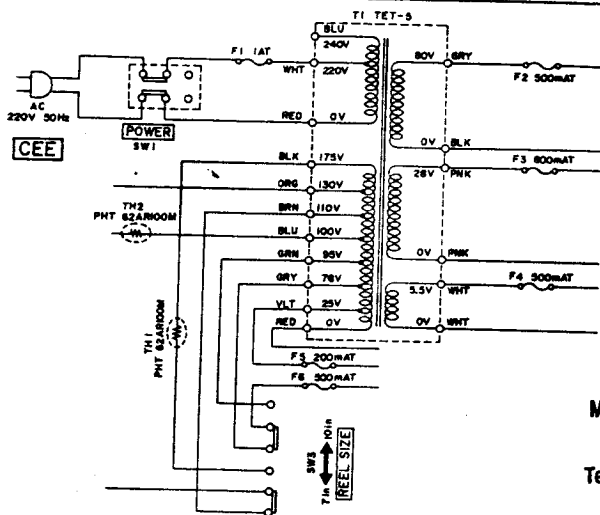 T1 TET-5
BLU
240V
F1 1AT
WHT
220V
80V
GRY
F2 500mAT
AC
220V 50Hz
RED
0V
POWER
SW1
CEE
0V
BLK
F3 800mAT
BLK
175V
26V
PNK
ORG
130V
TH2
PHT 62AR100M
BRN
110V
BLU
100V
GRN
95V
0V
PNK
F4 500mAT
GRY
76V
5.5V
WHT
VLT
25V
RED
0V
0V
WHT
TH1
PHT 62AR100M
F5 200mAT
F6 500mAT
SW3
7in
10in
REEL SIZE
M
Te